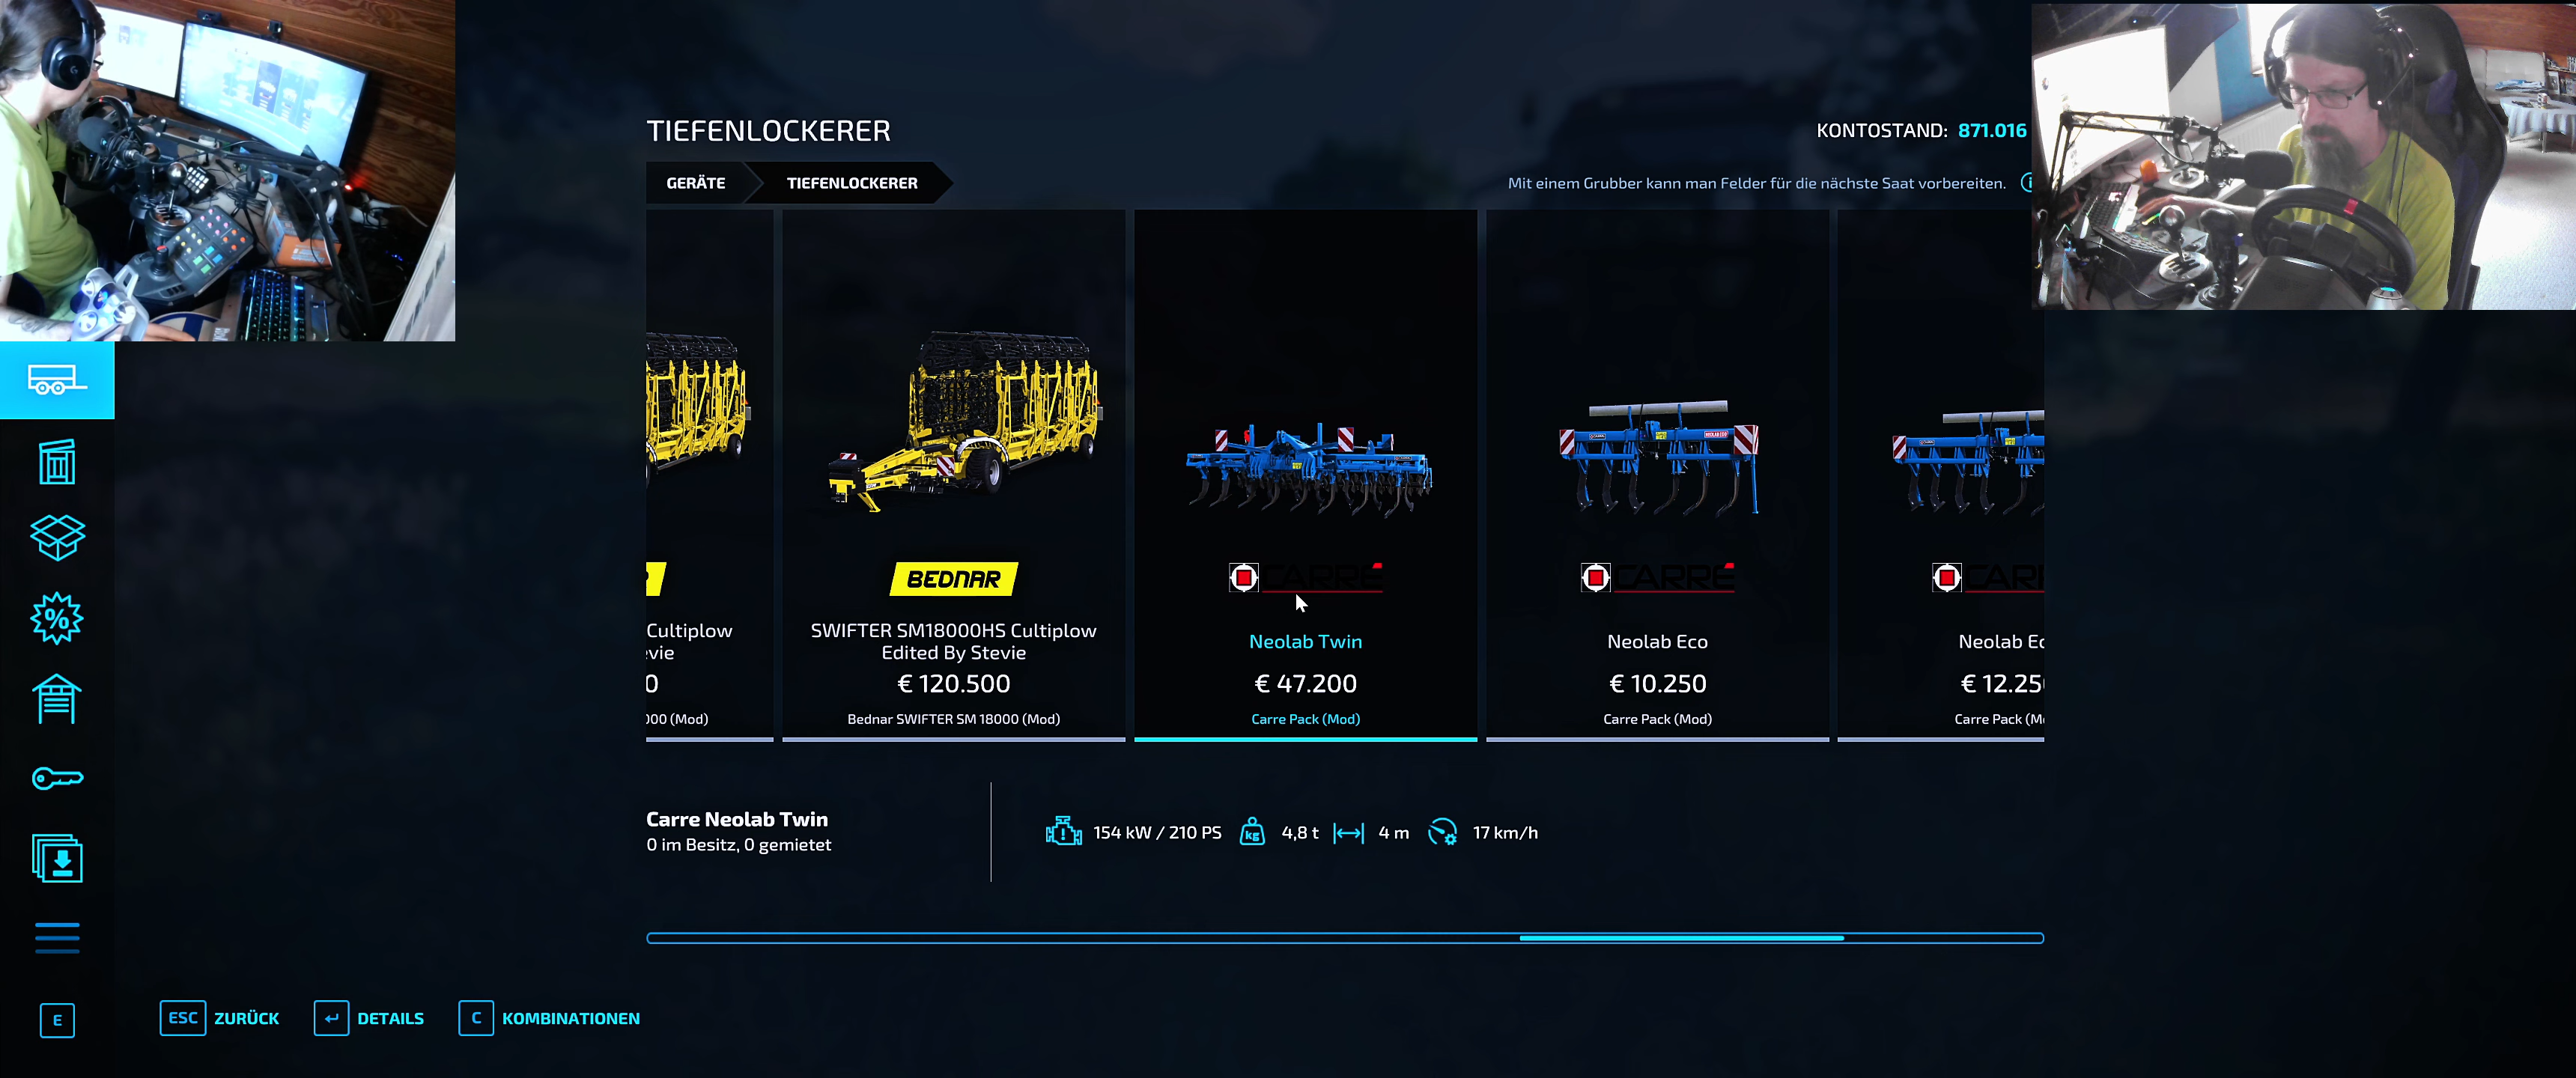 TIEFENLOCKERER
KONTOSTAND: 871.016
GERÄTE
TIEFENLOCKERER
Mit einem Grubber kann man Felder für die nächste Saat vorbereiten.
BEDNAR
CARRE
CARRE
Cultiplow
SWIFTER SM18000HS Cultiplow
Edited By Stevie
€ 120.500
Bednar SWIFTER SM 18000 (Mod)
Neolab Twin
€ 47.200
Carre Pack (Mod)
Neolab Eco
€ 10.250
Carre Pack (Mod)
Carre Neolab Twin
0 im Besitz, 0 gemietet
154 kW / 210 PS
kg
4,8 t
4 m
17 km/h
E
ESC ZURÜCK
DETAILS
C KOMBINATIONEN